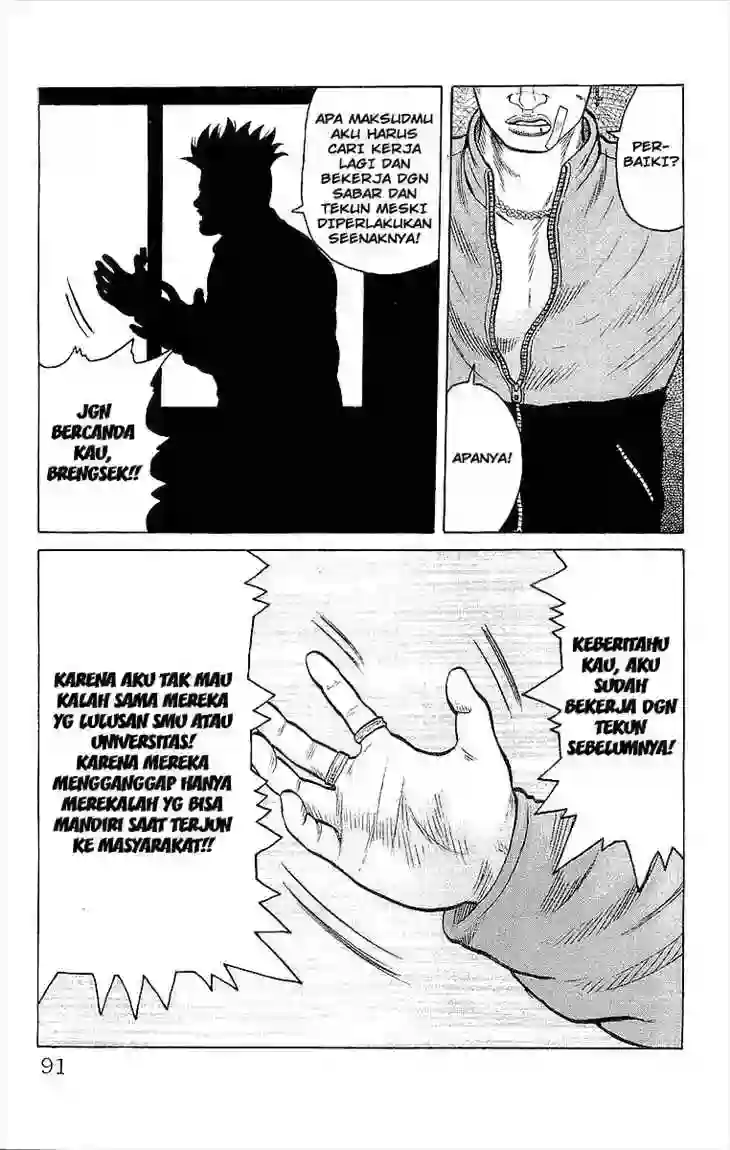 PER-
BAIKI?
APANYA!
APA MAKSUDMU
AKU HARUS
CARI KERJA
LAGI DAN
BEKERJA DGN
SABAR DAN
TEKUN MESKI
DIPERLAKUKAN
SEENAKNYA!
JGN
BERCANDA
KAU,
BRENGSEK!!
KEBERITAHU
KAU, AKU
SUDAH
BEKERJA DGN
TEKUN
SEBELUMNYA!
KARENA AKU TAK MAU
KALAH SAMA MEREKA
YG LULUSAN SMU ATAU
UNIVERSITAS!
KARENA MEREKA
MENGGANGGAP HANYA
MEREKALAH YG BISA
MANDIRI SAAT TERJUN
KE MASYARAKAT!!
91